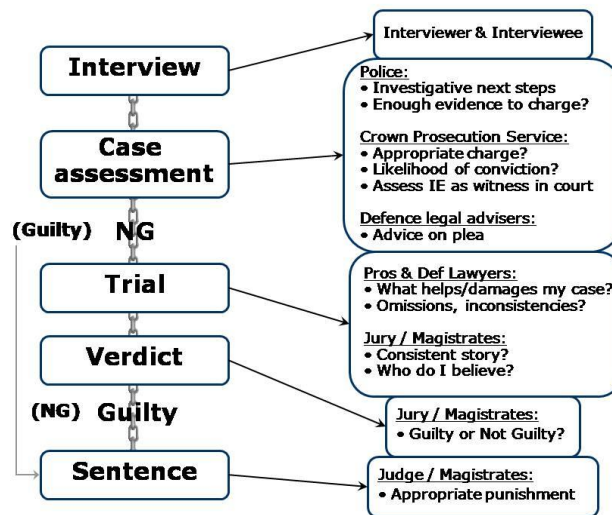 Interview
Case
assessment
(Guilty) NG
Trial
Verdict
(NG) Guilty
Sentence
Interviewer & Interviewee
Police:
• Investigative next steps
• Enough evidence to charge?
Crown Prosecution Service:
• Appropriate charge?
• Likelihood of conviction?
• Assess IE as witness in court
Defence legal advisers:
• Advice on plea
Pros & Def Lawyers:
• What helps/damages my case?
• Omissions, inconsistencies?
Jury / Magistrates:
• Consistent story?
• Who do I believe?
Jury / Magistrates:
• Guilty or Not Guilty?
Judge / Magistrates:
• Appropriate punishment